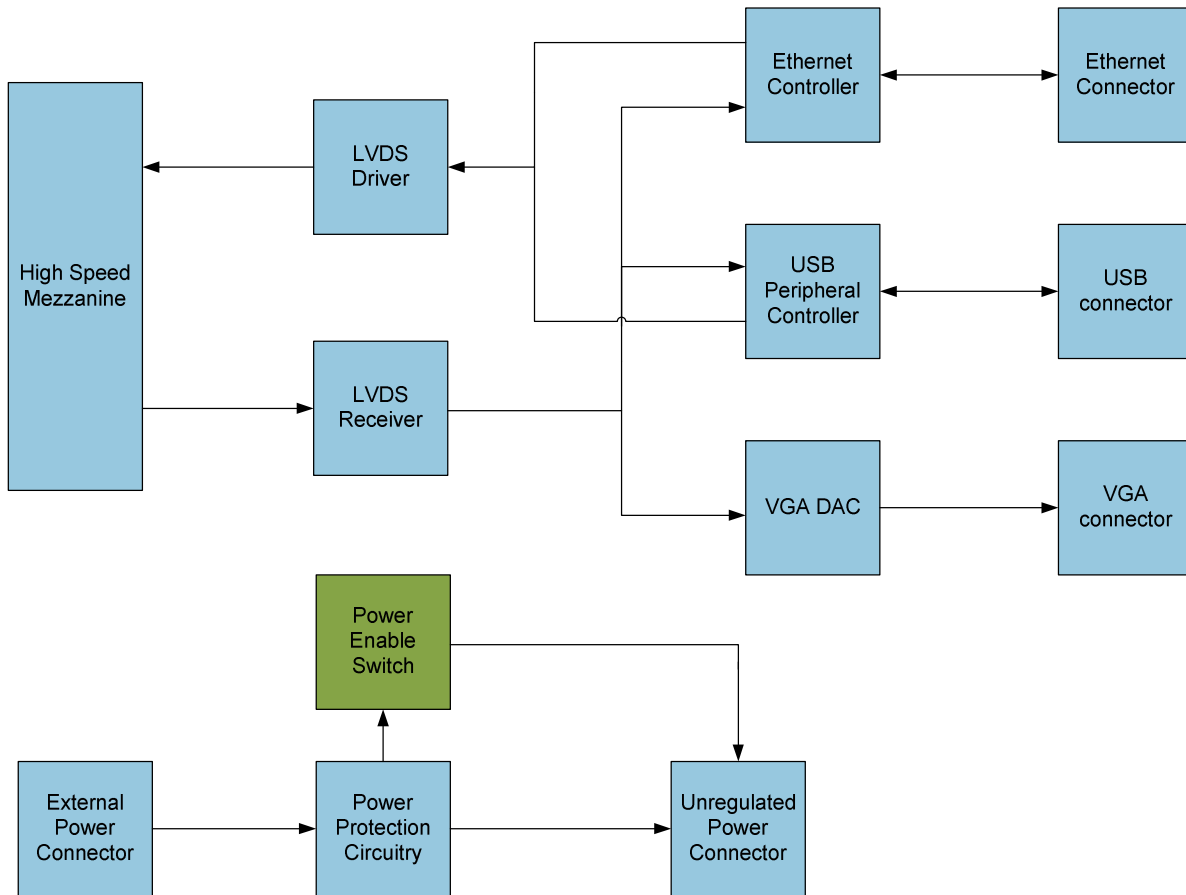 Ethernet
Controller
Ethernet
Connector
LVDS
Driver
High Speed
Mezzanine
USB
Peripheral
Controller
USB
connector
LVDS
Receiver
VGA DAC
VGA
connector
Power
Enable
Switch
External
Power
Connector
Power
Protection
Circuitry
Unregulated
Power
Connector